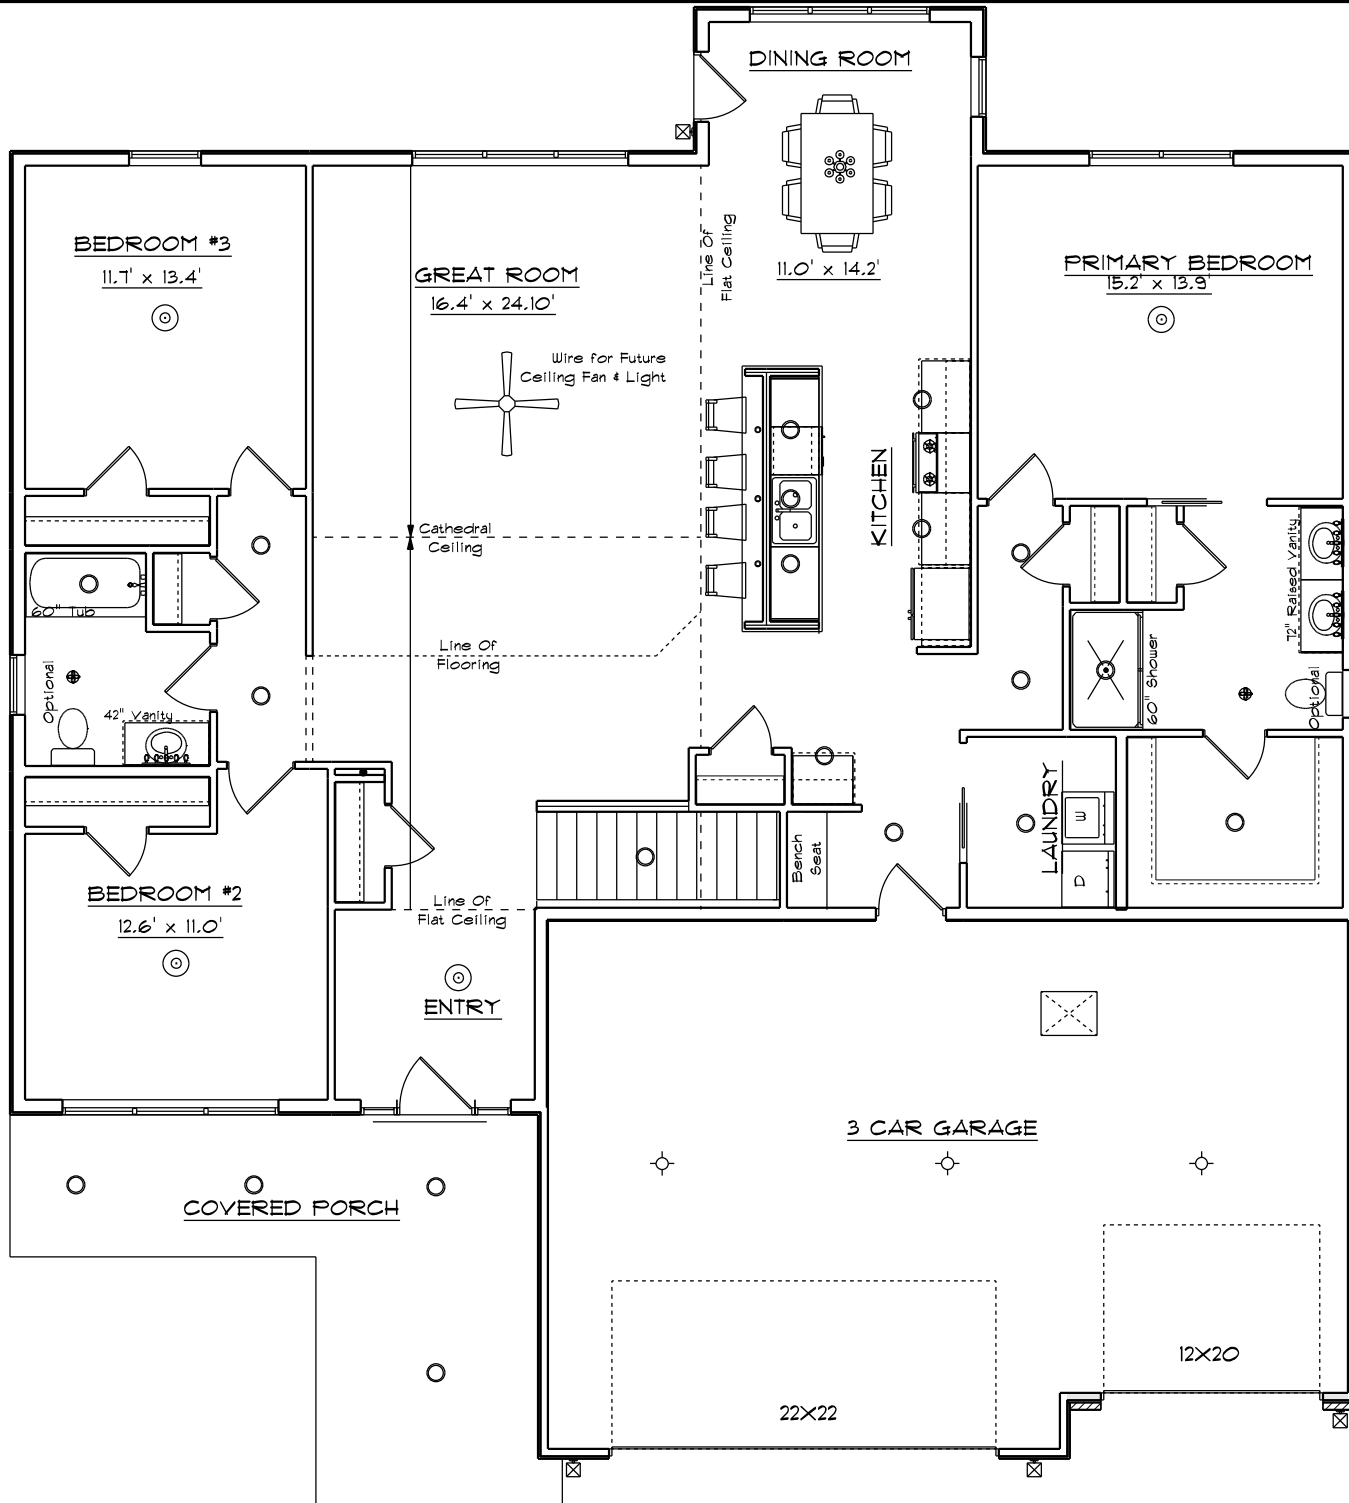 DINING ROOM
11.0' x 14.2'
BEDROOM #3
11.7' x 13.4'
GREAT ROOM
16.4' x 24.10'
Line Of
Flat Ceiling
PRIMARY BEDROOM
15.2' x 13.9'
Wire for Future
Ceiling Fan & Light
KITCHEN
Cathedral
Ceiling
72" Raised Vanity
60" Tub
Line Of
Flooring
Optional
42" Vanity
60" Shower
Optional
LAUNDRY
W
D
Bench
Seat
BEDROOM #2
12.6' x 11.0'
Line Of
Flat Ceiling
ENTRY
3 CAR GARAGE
COVERED PORCH
12X20
22X22